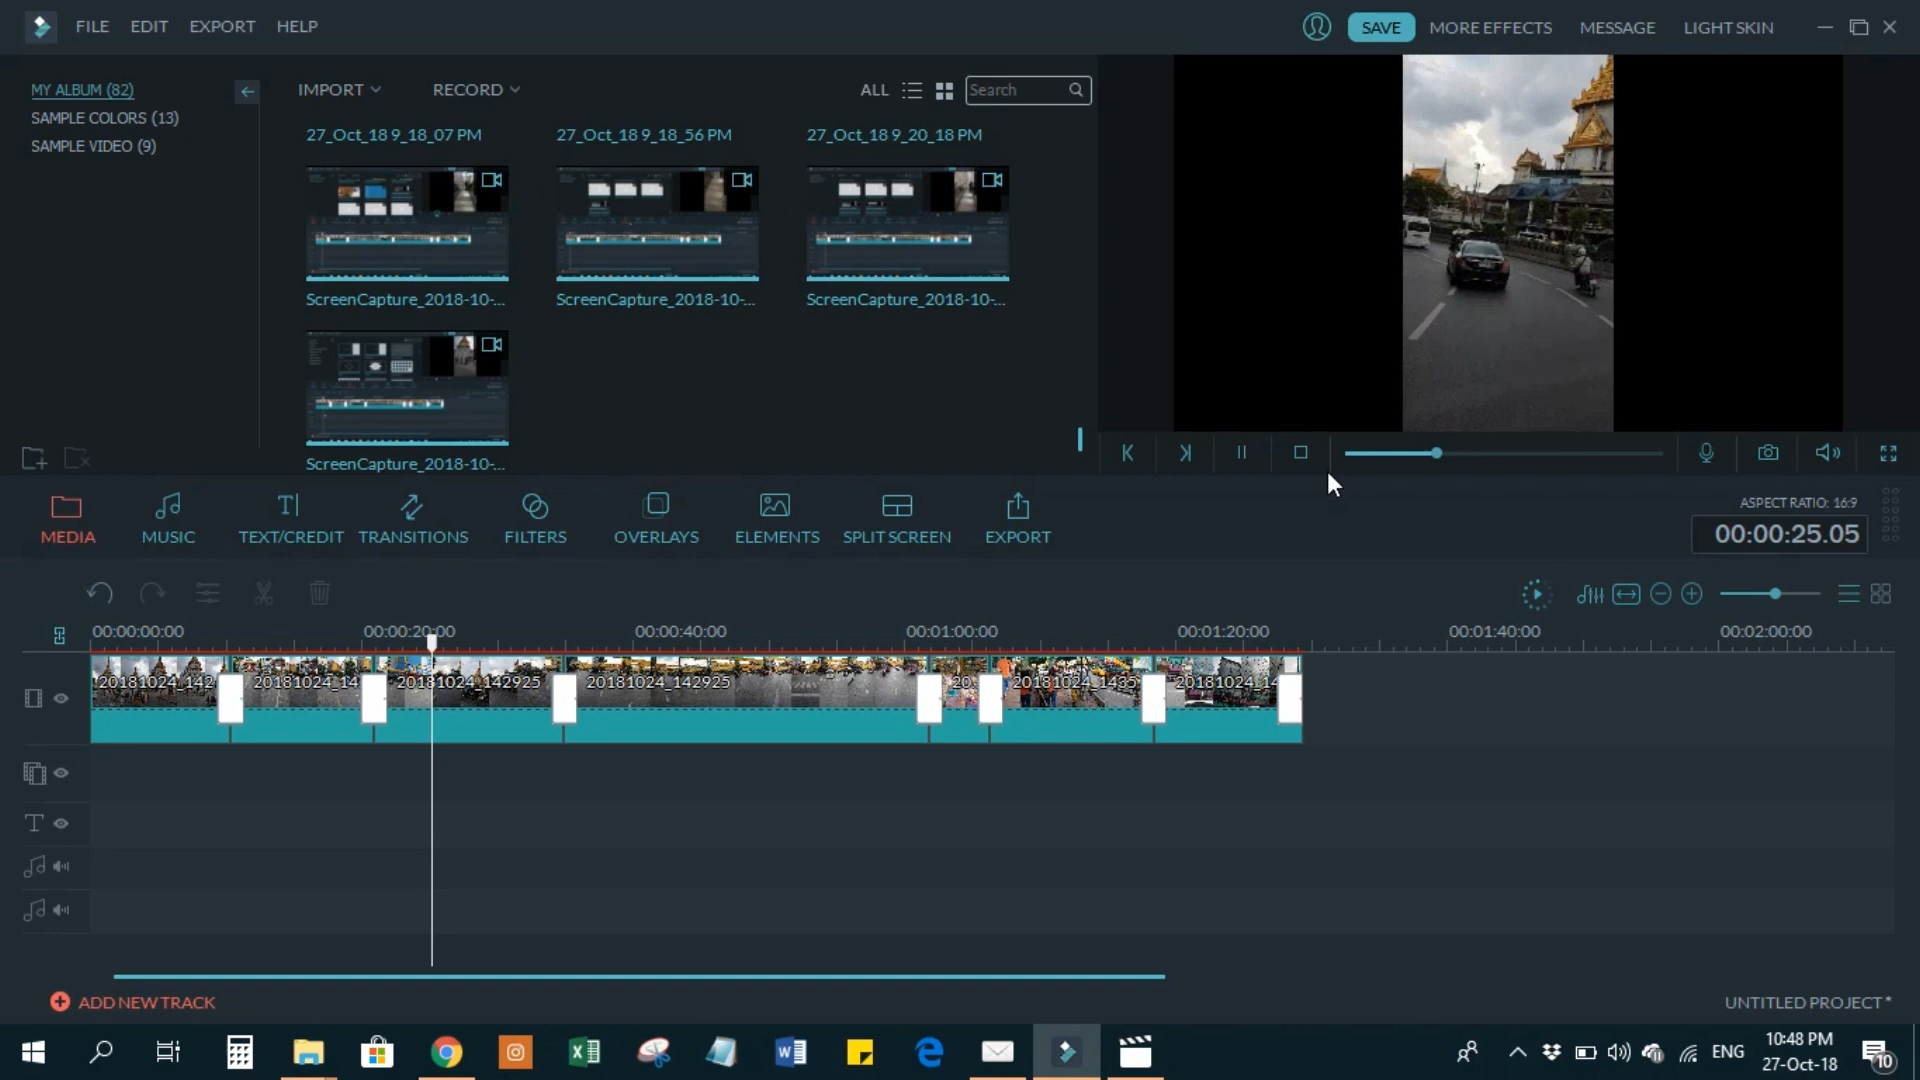 FILE EDIT EXPORT HELP
SAVE MORE EFFECTS MESSAGE LIGHT SKIN
MY ALBUM (82)
SAMPLE COLORS (13)
SAMPLE VIDEO (9)
IMPORT RECORD ALL Search
27_Oct_18 9_18_07 PM 27_Oct_18 9_18_56 PM 27_Oct_18 9_20_18 PM
ScreenCapture_2018-10-... ScreenCapture_2018-10-... ScreenCapture_2018-10-...
ScreenCapture_2018-10-...
MEDIA MUSIC TEXT/CREDIT TRANSITIONS FILTERS OVERLAYS ELEMENTS SPLIT SCREEN EXPORT
ASPECT RATIO: 16:9
00:00:25.05
00:00:00:00 00:00:20:00 00:00:40:00 00:01:00:00 00:01:20:00 00:01:40:00 00:02:00:00
20181024_142 20181024_14 20181024_142925 20181024_142925 20 20181024_1435 20181024_14
ADD NEW TRACK
UNTITLED PROJECT *
ENG
10:48 PM
27-Oct-18
10